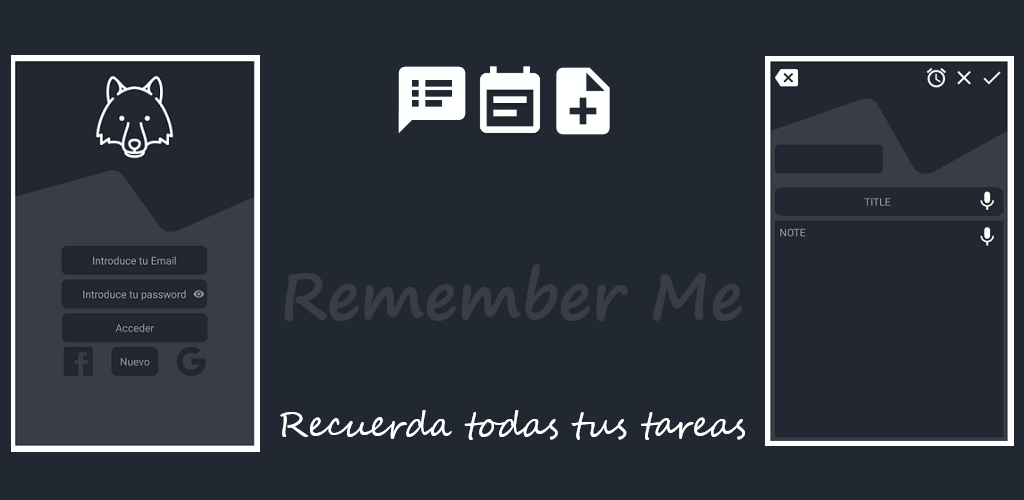 Introduce tu Email
Introduce tu password
Acceder
Nuevo
Remember Me
Recuerda todas tus tareas
TITLE
NOTE